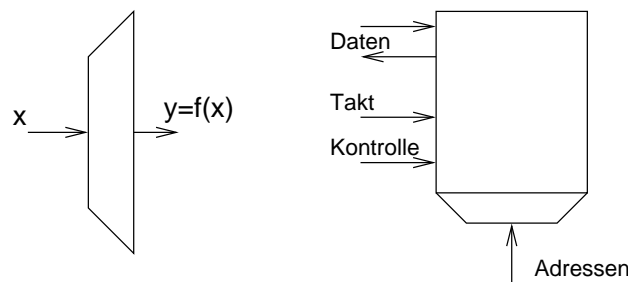 x
y=f(x)
Daten
Takt
Kontrolle
Adressen